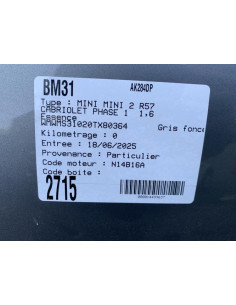 BM31 AK284DP
Type : MINI MINI 2 R57
CABRIOLET PHASE 1 1.6
Essence
WMWMS31020TX80364 Gris fonce
Kilometrage : 0
Entree : 18/06/2025
Provenance : Particulier
Code moteur : N14B16A
Code boite :
2715